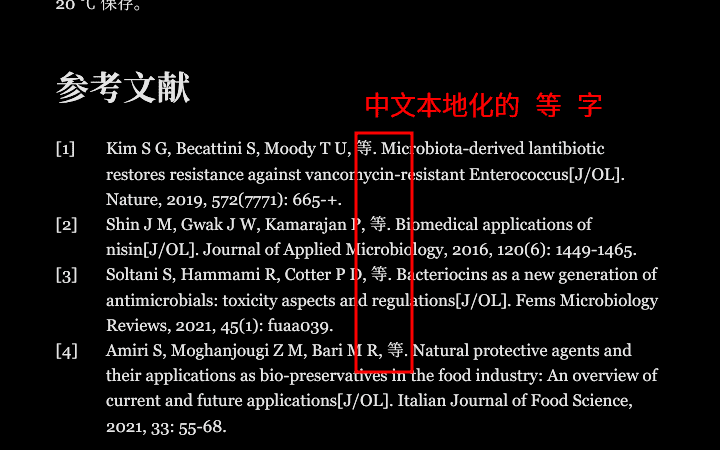 20 ℃ 保存。
参考文献
中文本地化的 等 字
[1] Kim S G, Becattini S, Moody T U, 等. Microbiota-derived lantibiotic
restores resistance against vancomycin-resistant Enterococcus[J/OL].
Nature, 2019, 572(7771): 665-+.
[2] Shin J M, Gwak J W, Kamarajan P, 等. Biomedical applications of
nisin[J/OL]. Journal of Applied Microbiology, 2016, 120(6): 1449-1465.
[3] Soltani S, Hammami R, Cotter P D, 等. Bacteriocins as a new generation of
antimicrobials: toxicity aspects and regulations[J/OL]. Fems Microbiology
Reviews, 2021, 45(1): fuaa039.
[4] Amiri S, Moghanjougi Z M, Bari M R, 等. Natural protective agents and
their applications as bio-preservatives in the food industry: An overview of
current and future applications[J/OL]. Italian Journal of Food Science,
2021, 33: 55-68.